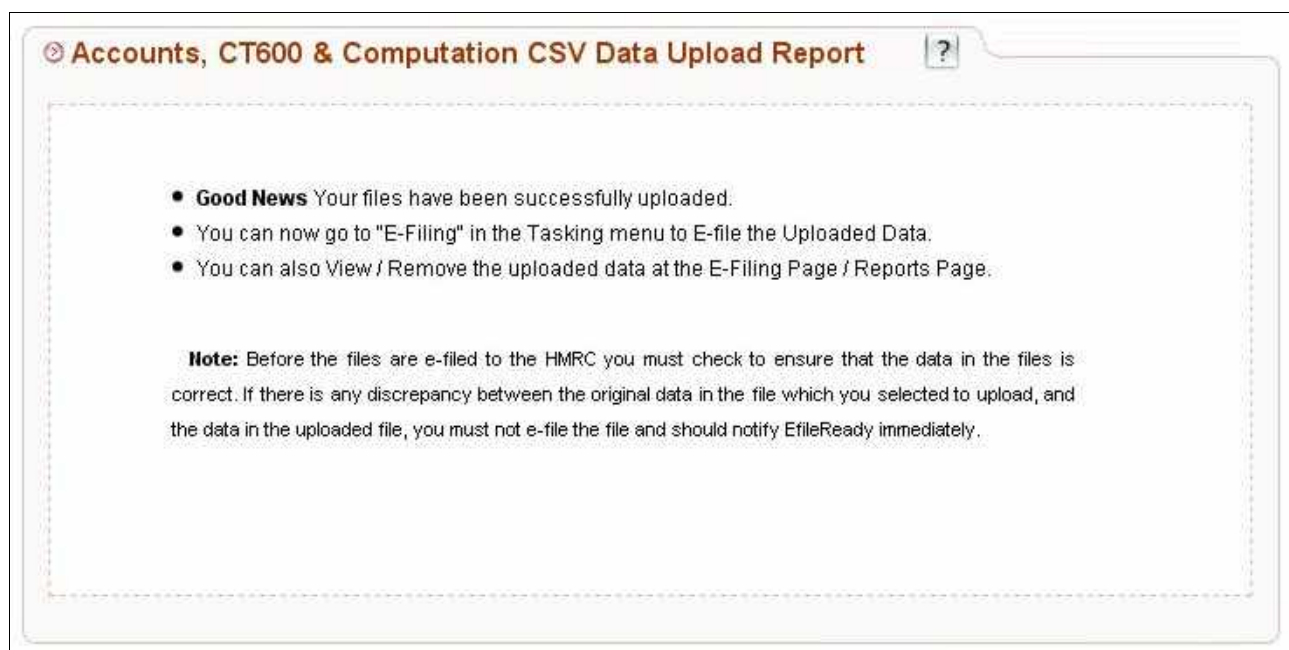 Accounts, CT600 & Computation CSV Data Upload Report ?
• Good News Your files have been successfully uploaded.
• You can now go to "E-Filing" in the Tasking menu to E-file the Uploaded Data.
• You can also View / Remove the uploaded data at the E-Filing Page / Reports Page.
Note: Before the files are e-filed to the HMRC you must check to ensure that the data in the files is
correct. If there is any discrepancy between the original data in the file which you selected to upload, and
the data in the uploaded file, you must not e-file the file and should notify EfileReady immediately.